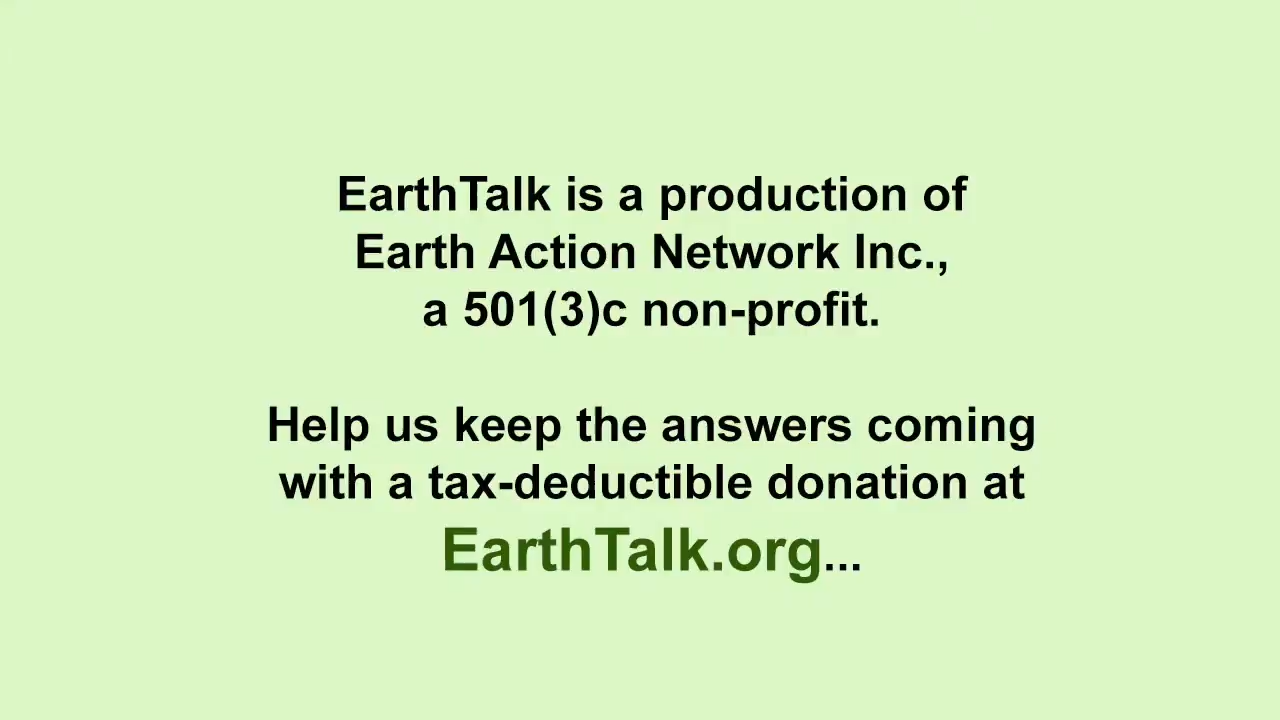 EarthTalk is a production of
Earth Action Network Inc.,
a 501(3)c non-profit.
Help us keep the answers coming
with a tax-deductible donation at
EarthTalk.org...